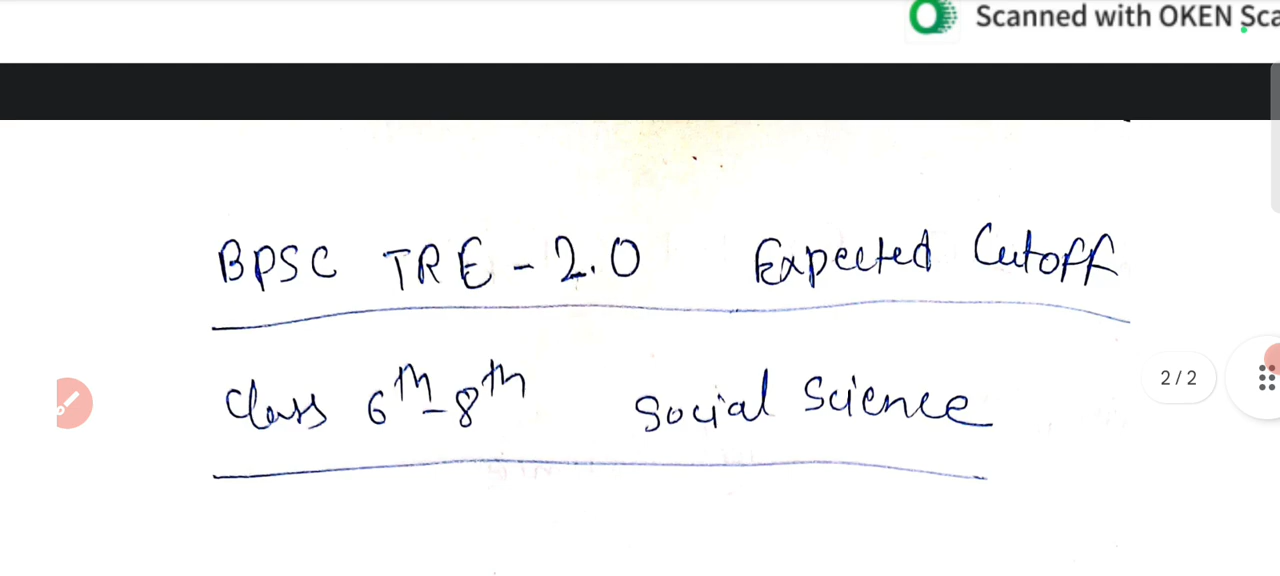 Scanned with OKEN Sca
BPSC TRE - 2.0 Expected Cutoff
Class 6th-8th Social Science
2/2